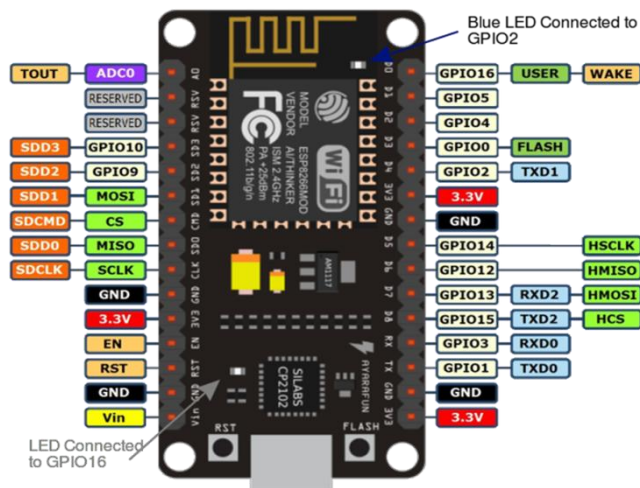 Blue LED Connected to
GPIO2
TOUT ADC0
RESERVED
RESERVED
SDD3 GPIO10
SDD2 GPIO9
SDD1 MOSI
SDCMD CS
SDD0 MISO
SDCLK SCLK
GND
3.3V
EN
RST
GND
Vin
A0
RSV
RSV
SD3
SD2
SD1
CMD
SD0
CLK
GND
3V3
EN
RST
GND
Vin
MODEL
VENDOR
ESP8266MOD
AI/THINKER
ISM 2.4GHz
PA +25dBm
802.11b/g/n
FC
Wi Fi
AM1117
SILABS
CP2102
AYARAFUN
RST
FLASH
D0
D1
D2
D3
D4
3V3
GND
D5
D6
D7
D8
RX
TX
GND
3V3
GPIO16 USER WAKE
GPIO5
GPIO4
GPIO0 FLASH
GPIO2 TXD1
3.3V
GND
GPIO14 HSCLK
GPIO12 HMISO
GPIO13 RXD2 HMOSI
GPIO15 TXD2 HCS
GPIO3 RXD0
GPIO1 TXD0
GND
3.3V
LED Connected
to GPIO16